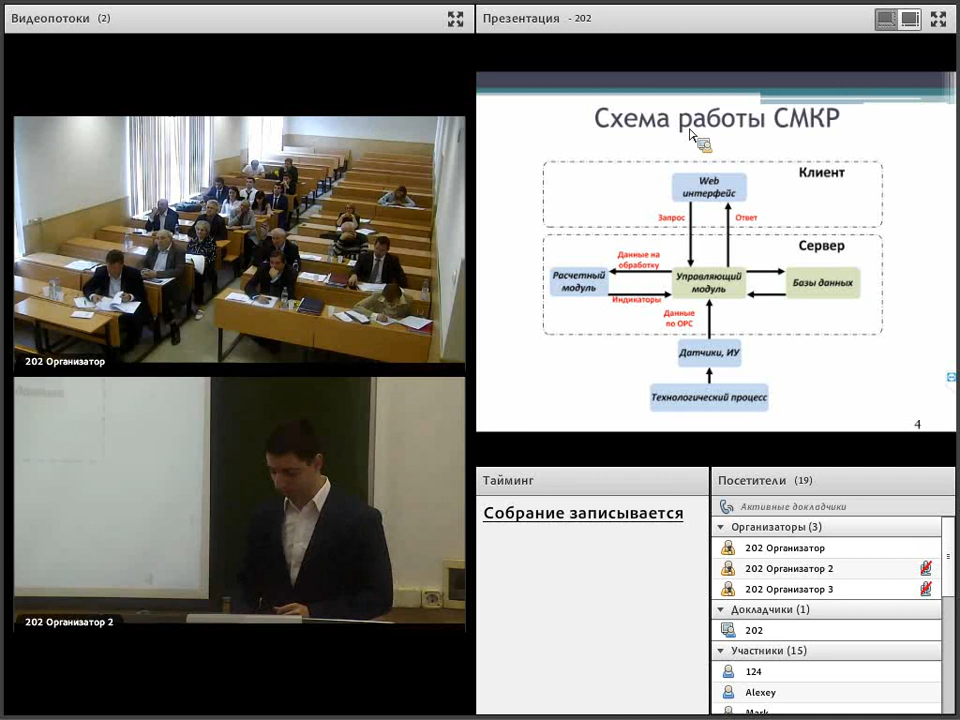 Видеопотоки (2)
202 Организатор
202 Организатор 2
Презентация - 202
Схема работы СМКР
Клиент
Web
интерфейс
Запрос
Ответ
Сервер
Данные на
обработку
Расчетный
модуль
Управляющий
модуль
Базы данных
Индикаторы
Данные
по OPC
Датчики, ИУ
Технологический процесс
4
Тайминг
Собрание записывается
Посетители (19)
Активные докладчики
Организаторы (3)
202 Организатор
202 Организатор 2
202 Организатор 3
Докладчики (1)
202
Участники (15)
124
Alexey
Mark